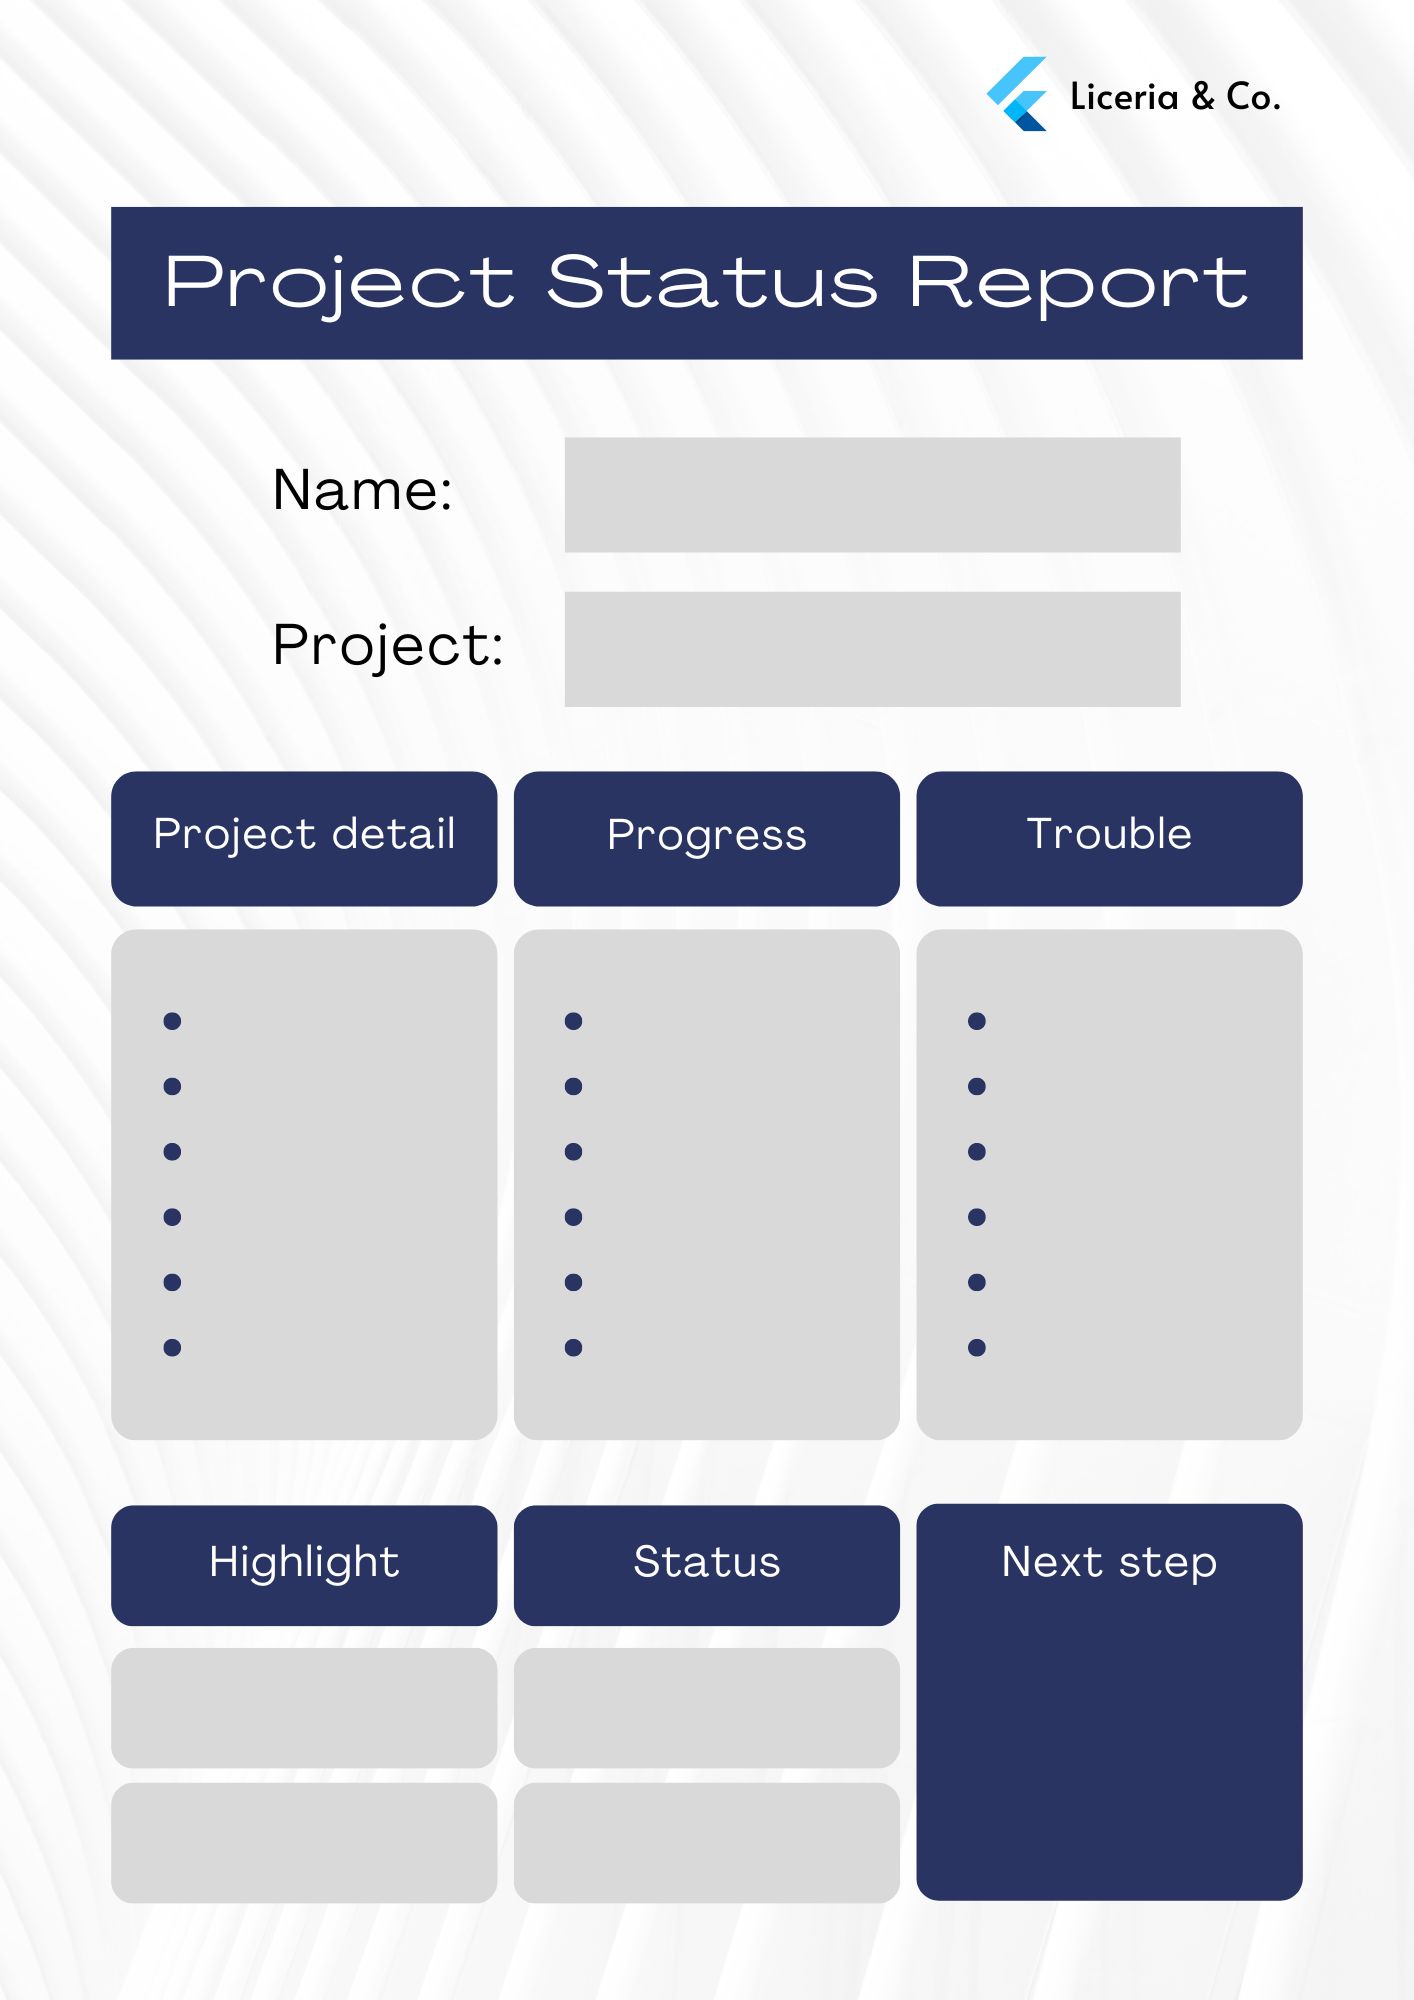 Liceria & Co.
Project Status Report
Name:
Project:
Project detail
Progress
Trouble
Highlight
Status
Next step